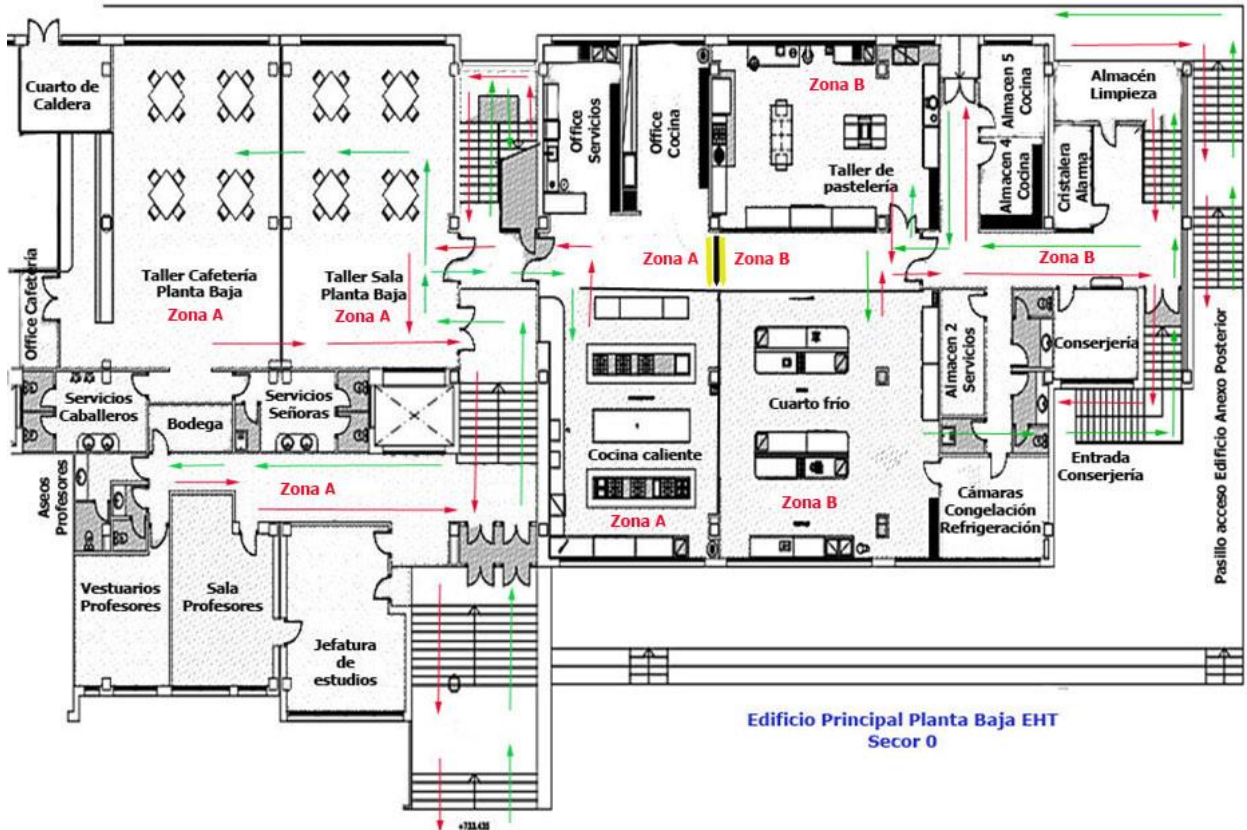 Cuarto de
Caldera
Office
Servicios
Office
Cocina
Zona B
Taller de
pastelería
Almacen 5
Cocina
Almacen 4
Cocina
Almacén
Limpieza
Cristalera
Alarma
Office Cafetería
Taller Cafetería
Planta Baja
Zona A
Taller Sala
Planta Baja
Zona A
Zona A
Zona B
Zona B
Servicios
Caballeros
Bodega
Servicios
Señoras
Almacen 2
Servicios
Conserjería
Entrada
Conserjería
Pasillo acceso Edificio Anexo Posterior
Cocina caliente
Zona A
Cuarto frío
Zona B
Cámaras
Congelación
Refrigeración
Aseos
Profesores
Zona A
Vestuarios
Profesores
Sala
Profesores
Jefatura
de
estudios
Edificio Principal Planta Baja EHT
Secor 0